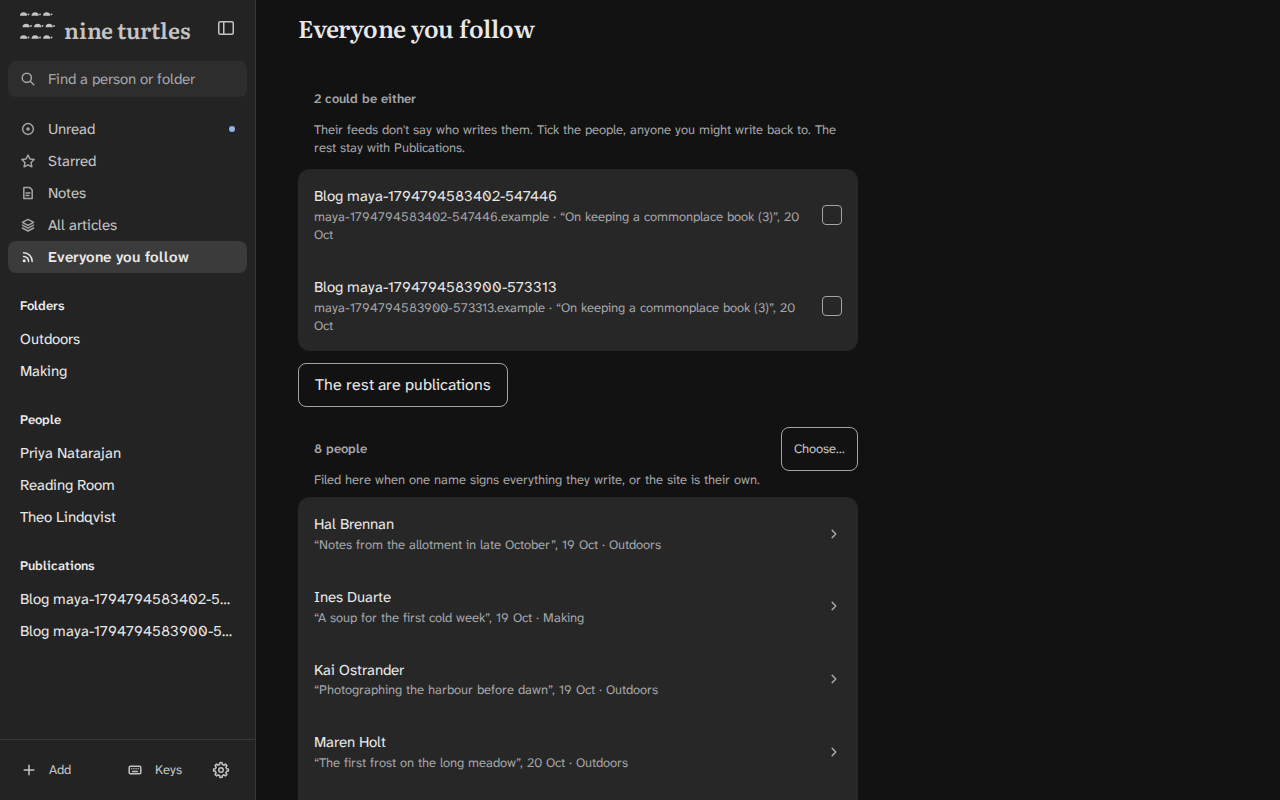 nine turtles
Find a person or folder
Unread
Starred
Notes
All articles
Everyone you follow
Folders
Outdoors
Making
People
Priya Natarajan
Reading Room
Theo Lindqvist
Publications
Blog maya-1794794583402-5...
Blog maya-1794794583900-5...
Add
Keys
Everyone you follow
2 could be either
Their feeds don't say who writes them. Tick the people, anyone you might write back to. The
rest stay with Publications.
Blog maya-1794794583402-547446
maya-1794794583402-547446.example · “On keeping a commonplace book (3)”, 20
Oct
Blog maya-1794794583900-573313
maya-1794794583900-573313.example · “On keeping a commonplace book (3)”, 20
Oct
The rest are publications
8 people
Choose...
Filed here when one name signs everything they write, or the site is their own.
Hal Brennan
“Notes from the allotment in late October”, 19 Oct · Outdoors
Ines Duarte
“A soup for the first cold week”, 19 Oct · Making
Kai Ostrander
“Photographing the harbour before dawn”, 19 Oct · Outdoors
Maren Holt
“The first frost on the long meadow”, 20 Oct · Outdoors